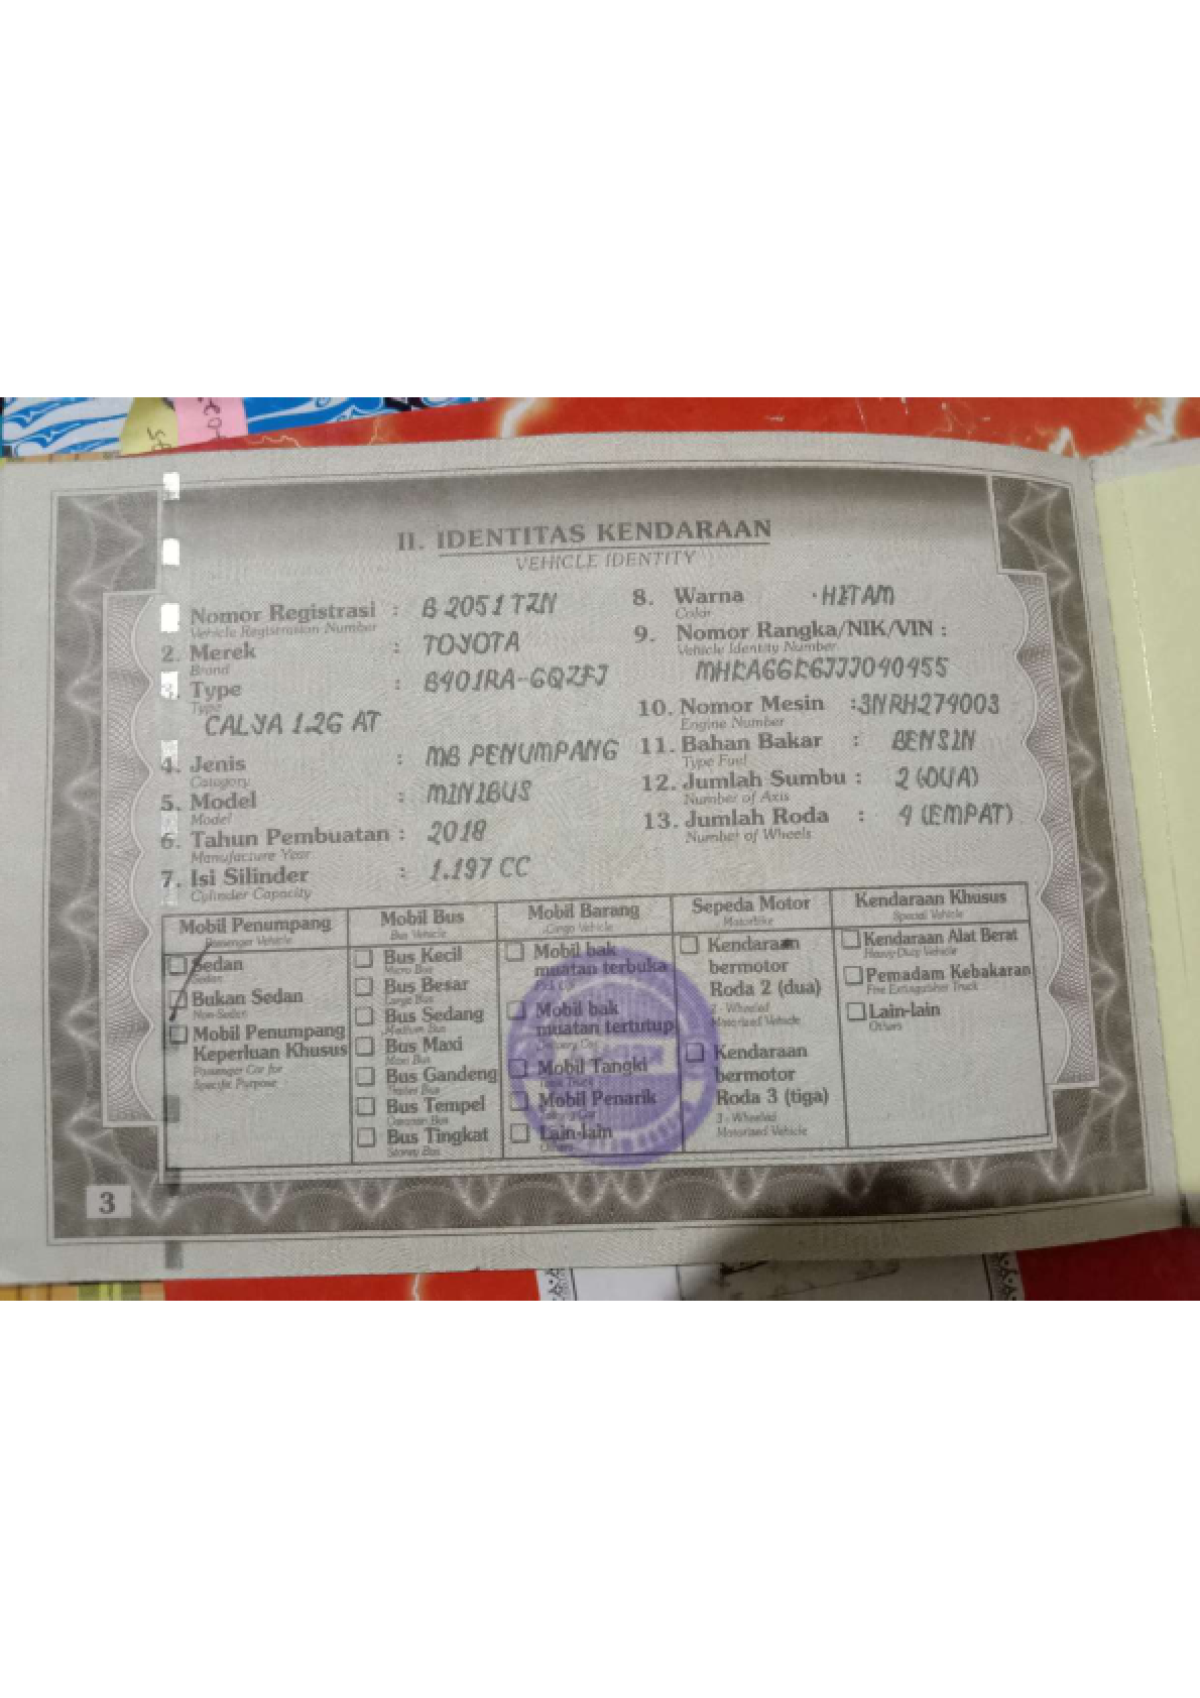 II. IDENTITAS KENDARAAN
VEHICLE IDENTITY
Nomor Registrasi : B 2051 TZN
Vehicle Registration Number
2. Merek : TOYOTA
Brand
3. Type : B401RA-GQZFJ
Type
CALYA 1.2G AT
4. Jenis : MB PENUMPANG
Category
5. Model : MINIBUS
Model
6. Tahun Pembuatan : 2018
Manufacture Year
7. Isi Silinder : 1.197 CC
Cylinder Capacity
8. Warna : HITAM
Color
9. Nomor Rangka/NIK/VIN :
Vehicle Identity Number
MHKA6GK6JJJ040455
10. Nomor Mesin : 3NRH274003
Engine Number
11. Bahan Bakar : BENSIN
Type Fuel
12. Jumlah Sumbu : 2 (DUA)
Number of Axis
13. Jumlah Roda : 4 (EMPAT)
Number of Wheels
Mobil Penumpang
Passenger Vehicle
Sedan
Sedan
Bukan Sedan
Non-Sedan
Mobil Penumpang
Keperluan Khusus
Passenger Car for
Specific Purpose
Mobil Bus
Bus Vehicle
Bus Kecil
Micro Bus
Bus Besar
Large Bus
Bus Sedang
Medium Bus
Bus Maxi
Maxi Bus
Bus Gandeng
Bus Tempel
Bus Tingkat
Storey Bus
Mobil Barang
Cargo Vehicle
Mobil bak
muatan terbuka
Mobil bak
muatan tertutup
Delivery Car
Mobil Tangki
Mobil Penarik
Lain-lain
Others
Sepeda Motor
Motorbike
Kendaraan
bermotor
Roda 2 (dua)
2 - Wheeled
Motorized Vehicle
Kendaraan
bermotor
Roda 3 (tiga)
3 - Wheeled
Motorized Vehicle
Kendaraan Khusus
Special Vehicle
Kendaraan Alat Berat
Heavy-Duty Vehicle
Pemadam Kebakaran
Fire Extinguisher Truck
Lain-lain
Others
3